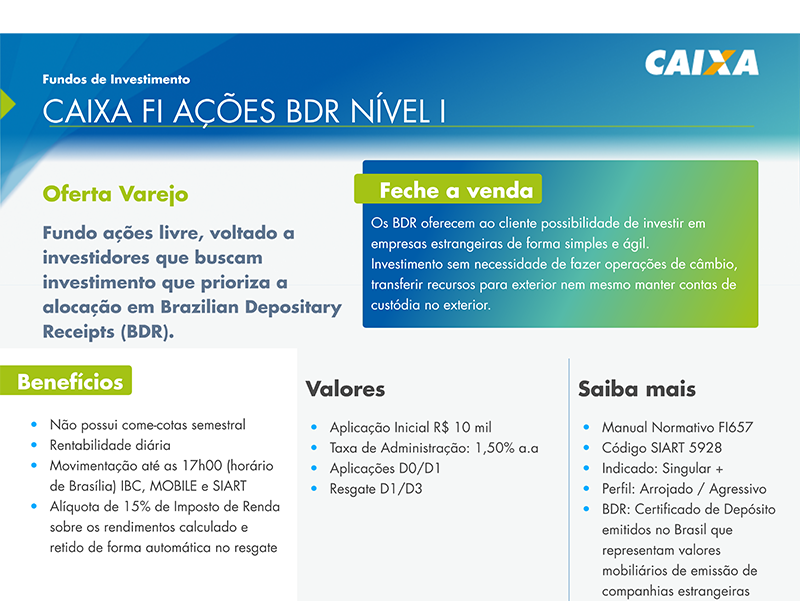 CAIXA
Fundos de Investimento
CAIXA FI AÇÕES BDR NÍVEL I
Oferta Varejo
Fundo ações livre, voltado a
investidores que buscam
investimento que prioriza a
alocação em Brazilian Depositary
Receipts (BDR).
Feche a venda
Os BDR oferecem ao cliente possibilidade de investir em
empresas estrangeiras de forma simples e ágil.
Investimento sem necessidade de fazer operações de câmbio,
transferir recursos para exterior nem mesmo manter contas de
custódia no exterior.
Benefícios
• Não possui come-cotas semestral
• Rentabilidade diária
• Movimentação até as 17h00 (horário
de Brasília) IBC, MOBILE e SIART
• Alíquota de 15% de Imposto de Renda
sobre os rendimentos calculado e
retido de forma automática no resgate
Valores
• Aplicação Inicial R$ 10 mil
• Taxa de Administração: 1,50% a.a
• Aplicações D0/D1
• Resgate D1/D3
Saiba mais
• Manual Normativo FI657
• Código SIART 5928
• Indicado: Singular +
• Perfil: Arrojado / Agressivo
• BDR: Certificado de Depósito
emitidos no Brasil que
representam valores
mobiliários de emissão de
companhias estrangeiras